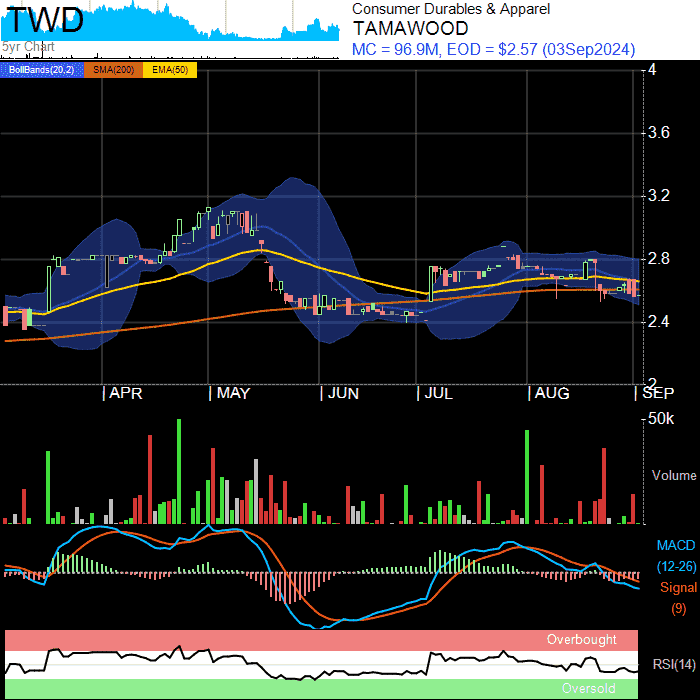 TWD
5yr Chart
Consumer Durables & Apparel
TAMAWOOD
MC = 96.9M, EOD = $2.57 (03Sep2024)
BollBands(20,2) SMA(200) EMA(50)
4
3.6
3.2
2.8
2.4
2
APR MAY JUN JUL AUG SEP
50k
Volume
MACD
(12-26)
Signal
(9)
Overbought
RSI(14)
Oversold